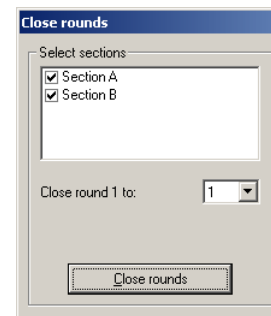 Close rounds
Select sections
Section A
Section B
Close round 1 to: 1
Close rounds